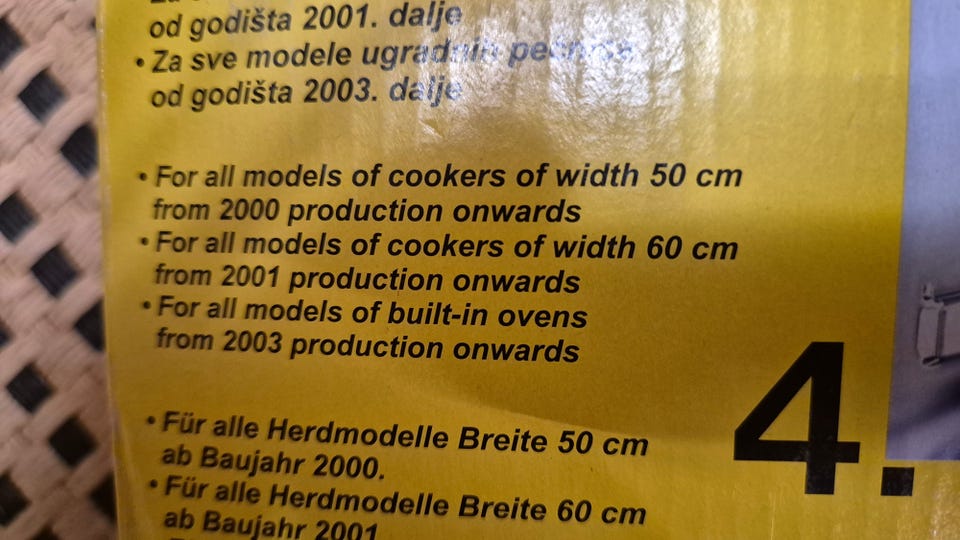 od godišta 2001. dalje
• Za sve modele ugradnih
od godišta 2003. dalje
• For all models of cookers of width 50 cm
from 2000 production onwards
• For all models of cookers of width 60 cm
from 2001 production onwards
• For all models of built-in ovens
from 2003 production onwards
4.
• Für alle Herdmodelle Breite 50 cm
ab Baujahr 2000.
• Für alle Herdmodelle Breite 60 cm
ab Baujahr 2001